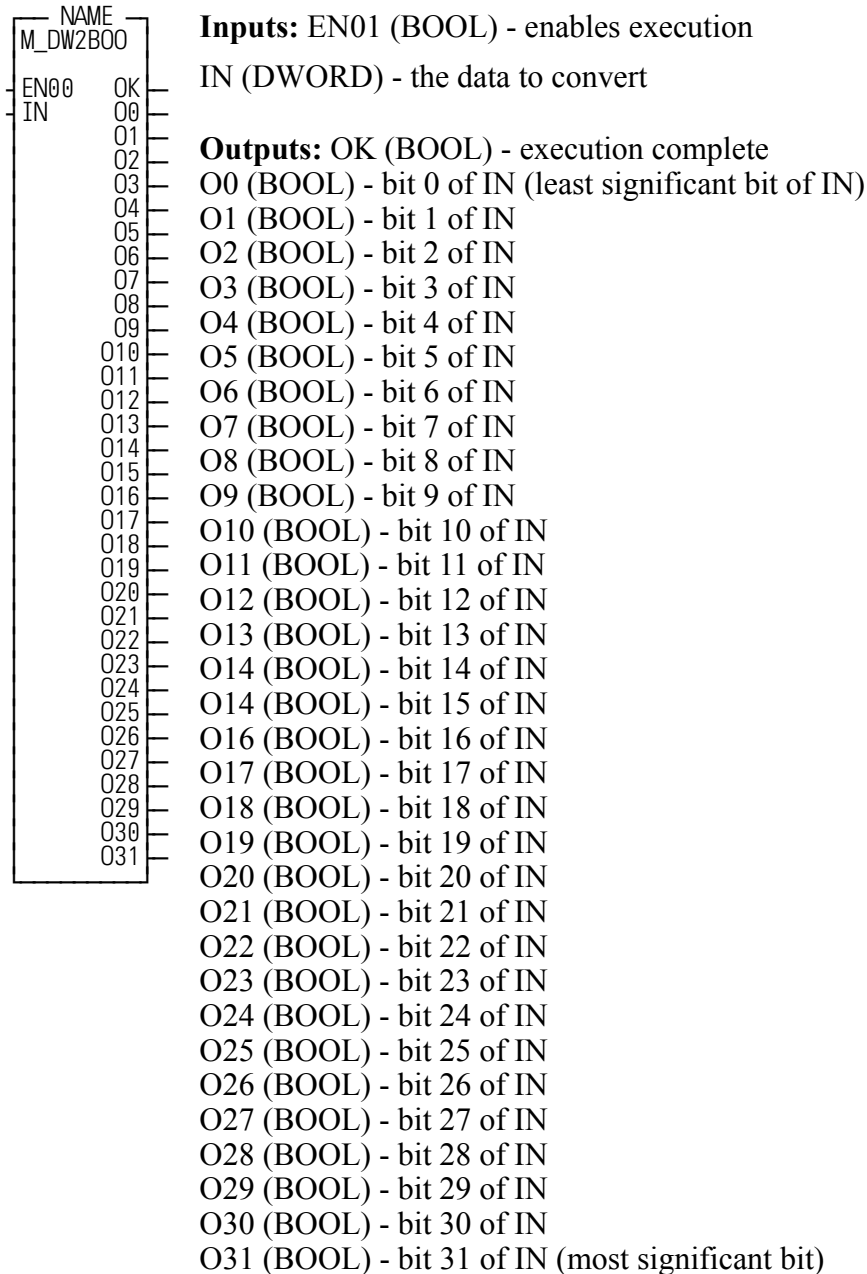 NAME
M_DW2BOO
EN00 OK
IN O0
O1
O2
O3
O4
O5
O6
O7
O8
O9
O10
O11
O12
O13
O14
O15
O16
O17
O18
O19
O20
O21
O22
O23
O24
O25
O26
O27
O28
O29
O30
O31
Inputs: EN01 (BOOL) - enables execution
IN (DWORD) - the data to convert
Outputs: OK (BOOL) - execution complete
O0 (BOOL) - bit 0 of IN (least significant bit of IN)
O1 (BOOL) - bit 1 of IN
O2 (BOOL) - bit 2 of IN
O3 (BOOL) - bit 3 of IN
O4 (BOOL) - bit 4 of IN
O5 (BOOL) - bit 5 of IN
O6 (BOOL) - bit 6 of IN
O7 (BOOL) - bit 7 of IN
O8 (BOOL) - bit 8 of IN
O9 (BOOL) - bit 9 of IN
O10 (BOOL) - bit 10 of IN
O11 (BOOL) - bit 11 of IN
O12 (BOOL) - bit 12 of IN
O13 (BOOL) - bit 13 of IN
O14 (BOOL) - bit 14 of IN
O14 (BOOL) - bit 15 of IN
O16 (BOOL) - bit 16 of IN
O17 (BOOL) - bit 17 of IN
O18 (BOOL) - bit 18 of IN
O19 (BOOL) - bit 19 of IN
O20 (BOOL) - bit 20 of IN
O21 (BOOL) - bit 21 of IN
O22 (BOOL) - bit 22 of IN
O23 (BOOL) - bit 23 of IN
O24 (BOOL) - bit 24 of IN
O25 (BOOL) - bit 25 of IN
O26 (BOOL) - bit 26 of IN
O27 (BOOL) - bit 27 of IN
O28 (BOOL) - bit 28 of IN
O29 (BOOL) - bit 29 of IN
O30 (BOOL) - bit 30 of IN
O31 (BOOL) - bit 31 of IN (most significant bit)